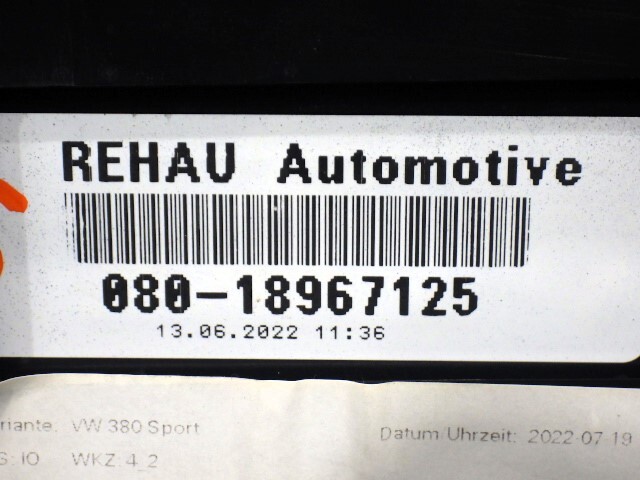 REHAU Automotive
080-18967125
13.06.2022 11:36
riante: VW 380 Sport
Datum/Uhrzeit: 2022-07-19
G: IO WKZ: 4_2